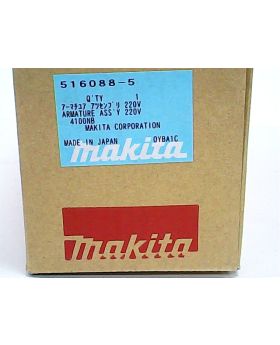 516088-5
Q'TY 1
アーマチュア アッセンブリ 220V
ARMATURE ASS'Y 220V
4100NB
MAKITA CORPORATION
MADE IN JAPAN OYBA1C
makita
makita